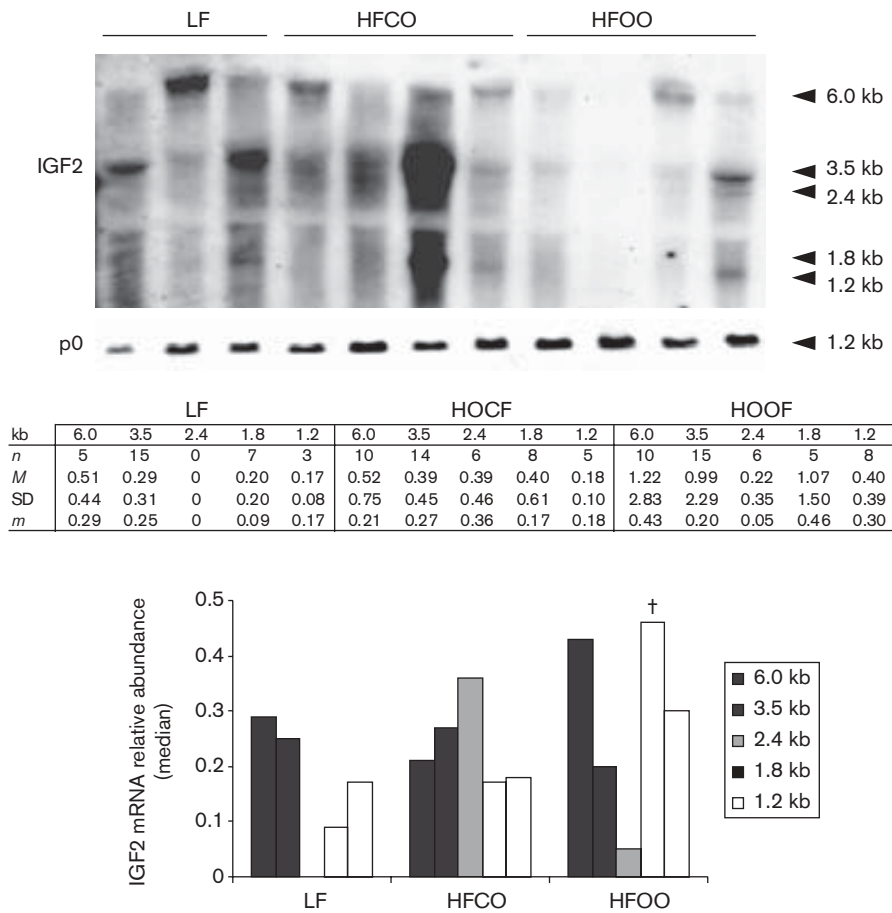 LF HFCO HFOO
6.0 kb
IGF2 3.5 kb
2.4 kb
1.8 kb
1.2 kb
p0 1.2 kb
LF HOCF HOOF
kb 6.0 3.5 2.4 1.8 1.2 6.0 3.5 2.4 1.8 1.2 6.0 3.5 2.4 1.8 1.2
n 5 15 0 7 3 10 14 6 8 5 10 15 6 5 8
M 0.51 0.29 0 0.20 0.17 0.52 0.39 0.39 0.40 0.18 1.22 0.99 0.22 1.07 0.40
SD 0.44 0.31 0 0.20 0.08 0.75 0.45 0.46 0.61 0.10 2.83 2.29 0.35 1.50 0.39
m 0.29 0.25 0 0.09 0.17 0.21 0.27 0.36 0.17 0.18 0.43 0.20 0.05 0.46 0.30
IGF2 mRNA relative abundance
(median)
0.5
0.4
0.3
0.2
0.1
0
†
LF HFCO HFOO
6.0 kb
3.5 kb
2.4 kb
1.8 kb
1.2 kb